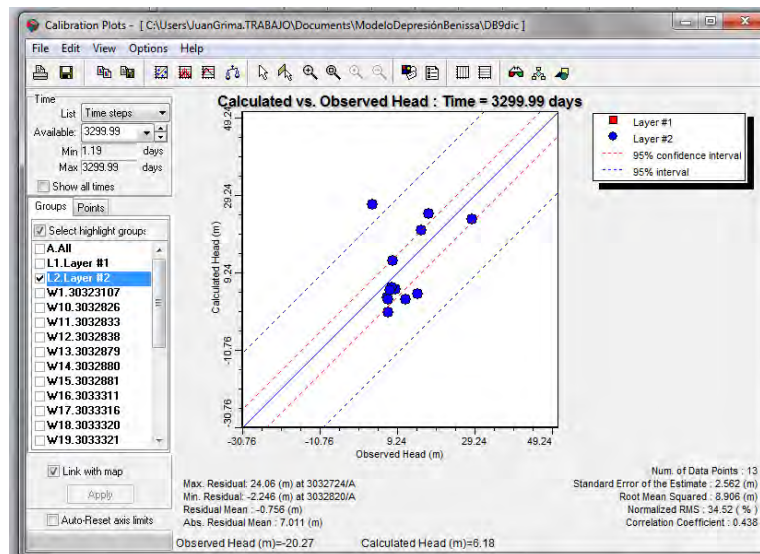 Calibration Plots - [ C:\Users\JuanGrima.TRABAJO\Documents\ModeloDepresiónBenissa\DB9dic ]
File Edit View Options Help
Time
List Time steps
Available: 3299.99
Min 1.19 days
Max 3299.99 days
Show all times
Groups Points
Select highlight group:
A.All
L1.Layer #1
L2.Layer #2
W1.30323107
W10.3032826
W11.3032833
W12.3032838
W13.3032879
W14.3032880
W15.3032881
W16.3033311
W17.3033316
W18.3033320
W19.3033321
Link with map
Apply
Auto-Reset axis limits
Calculated vs. Observed Head : Time = 3299.99 days
Calculated Head (m)
49.24
29.24
9.24
-10.76
-30.76
-30.76 -10.76 9.24 29.24 49.24
Observed Head (m)
Layer #1
Layer #2
95% confidence interval
95% interval
Max. Residual: 24.06 (m) at 3032724/A
Min. Residual: -2.246 (m) at 3032820/A
Residual Mean : -0.756 (m)
Abs. Residual Mean : 7.011 (m)
Num. of Data Points : 13
Standard Error of the Estimate : 2.562 (m)
Root Mean Squared : 8.906 (m)
Normalized RMS : 34.52 ( % )
Correlation Coefficient : 0.438
Observed Head (m)=-20.27 Calculated Head (m)=6.18